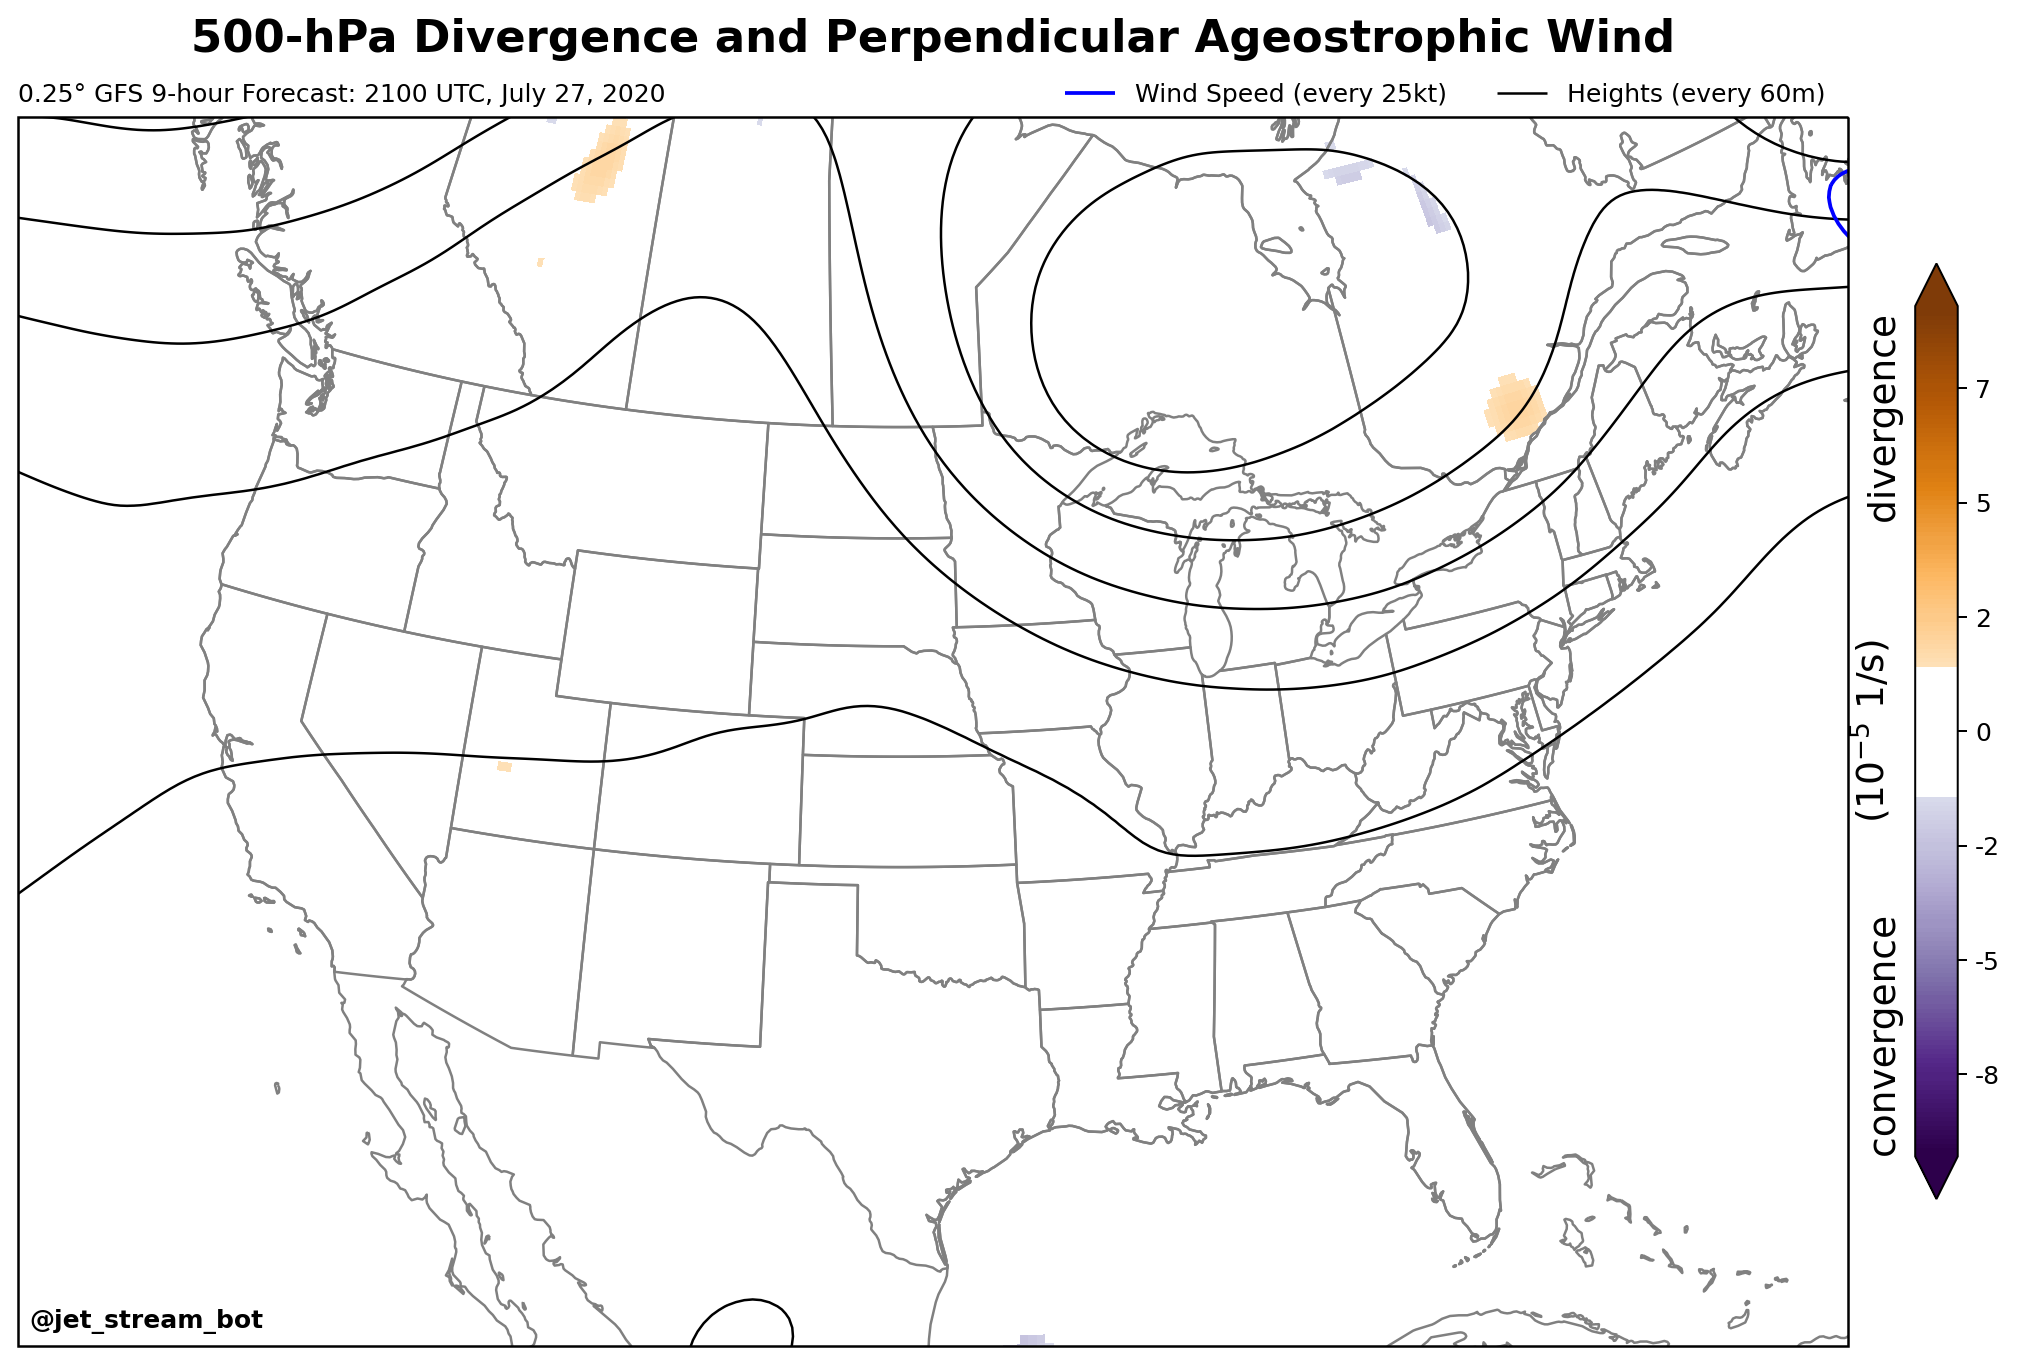 500-hPa Divergence and Perpendicular Ageostrophic Wind
0.25° GFS 9-hour Forecast: 2100 UTC, July 27, 2020
Wind Speed (every 25kt)
Heights (every 60m)
divergence
(10⁻⁵ 1/s)
convergence
7
5
2
0
-2
-5
-8
@jet_stream_bot